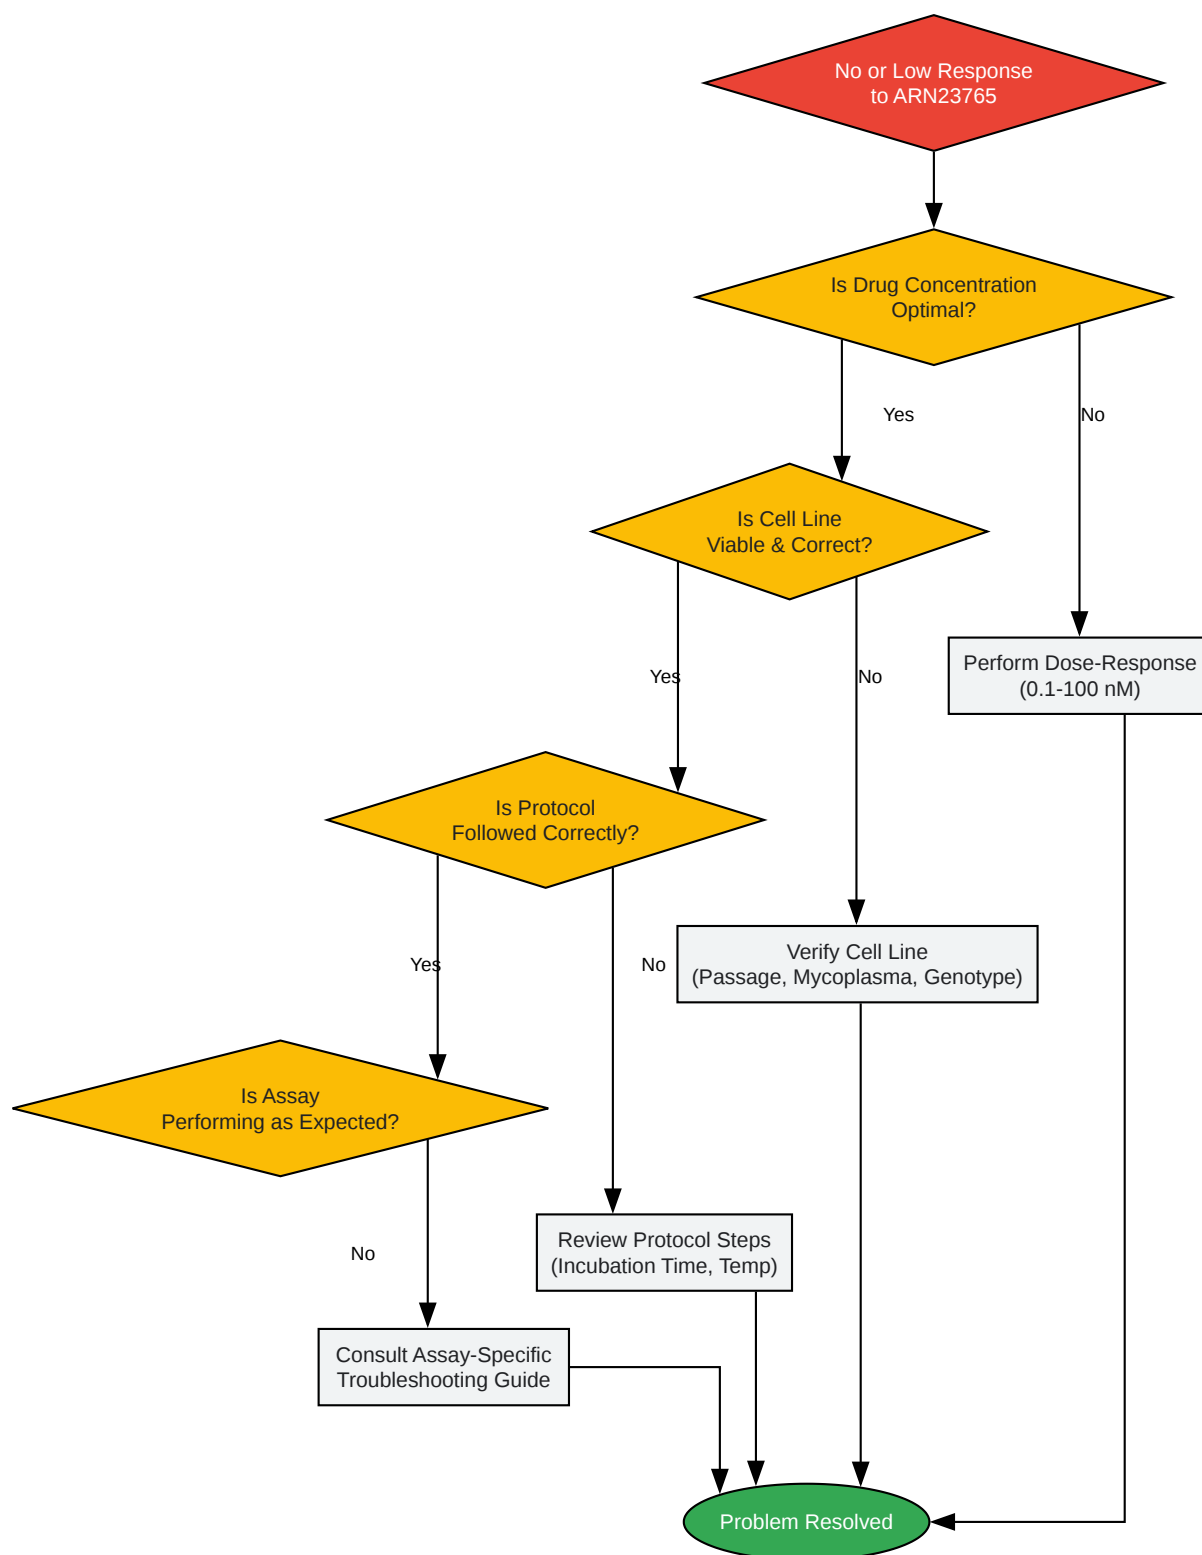 No or Low Response
to ARN23765
Is Drug Concentration
Optimal?
Yes
No
Is Cell Line
Viable & Correct?
Perform Dose-Response
(0.1-100 nM)
Yes
No
Is Protocol
Followed Correctly?
Verify Cell Line
(Passage, Mycoplasma, Genotype)
Yes
No
Is Assay
Performing as Expected?
Review Protocol Steps
(Incubation Time, Temp)
No
Consult Assay-Specific
Troubleshooting Guide
Problem Resolved